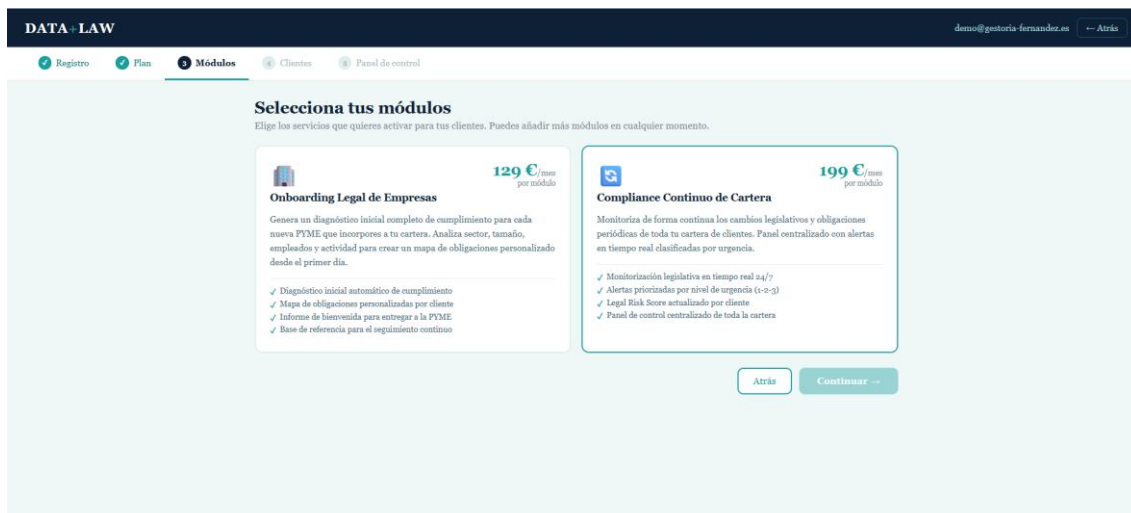 DATA+LAW
demo@gestoria-fernandez.es
← Atrás
✓ Registro
✓ Plan
3 Módulos
4 Clientes
5 Panel de control
Selecciona tus módulos
Elige los servicios que quieres activar para tus clientes. Puedes añadir más módulos en cualquier momento.
129 €/mes
por módulo
Onboarding Legal de Empresas
Genera un diagnóstico inicial completo de cumplimiento para cada
nueva PYME que incorpores a tu cartera. Analiza sector, tamaño,
empleados y actividad para crear un mapa de obligaciones personalizado
desde el primer día.
✓ Diagnóstico inicial automático de cumplimiento
✓ Mapa de obligaciones personalizadas por cliente
✓ Informe de bienvenida para entregar a la PYME
✓ Base de referencia para el seguimiento continuo
199 €/mes
por módulo
Compliance Continuo de Cartera
Monitoriza de forma continua los cambios legislativos y obligaciones
periódicas de toda tu cartera de clientes. Panel centralizado con alertas
en tiempo real clasificadas por urgencia.
✓ Monitorización legislativa en tiempo real 24/7
✓ Alertas priorizadas por nivel de urgencia (1-2-3)
✓ Legal Risk Score actualizado por cliente
✓ Panel de control centralizado de toda la cartera
Atrás
Continuar →